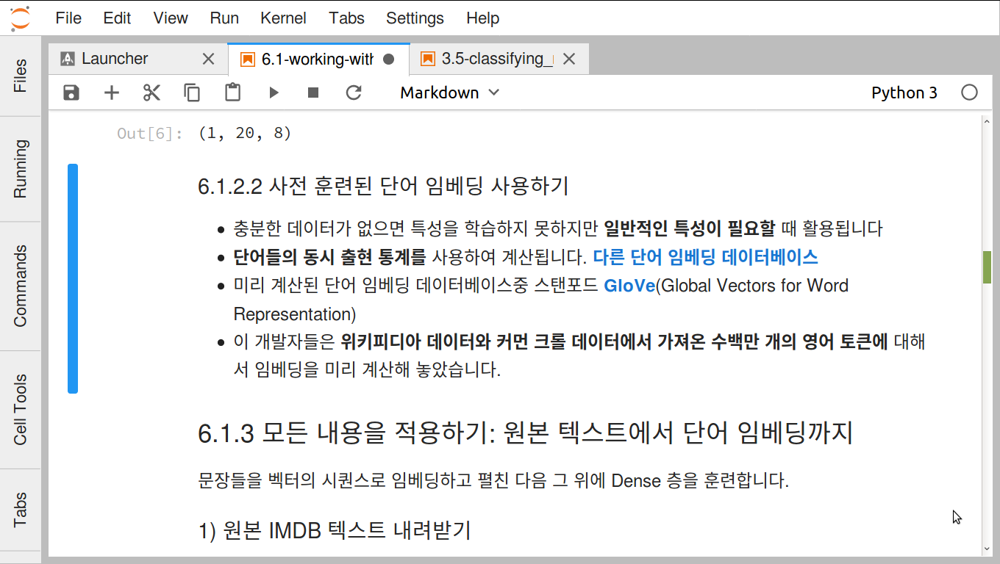 File Edit View Run Kernel Tabs Settings Help
Files
Running
Commands
Cell Tools
Tabs
Launcher
6.1-working-with
3.5-classifying_
Markdown
Python 3
Out[6]: (1, 20, 8)
6.1.2.2 사전 훈련된 단어 임베딩 사용하기
• 충분한 데이터가 없으면 특성을 학습하지 못하지만 일반적인 특성이 필요할 때 활용됩니다
• 단어들의 동시 출현 통계를 사용하여 계산됩니다. 다른 단어 임베딩 데이터베이스
• 미리 계산된 단어 임베딩 데이터베이스중 스탠포드 GloVe(Global Vectors for Word
Representation)
• 이 개발자들은 위키피디아 데이터와 커먼 크롤 데이터에서 가져온 수백만 개의 영어 토큰에 대해
서 임베딩을 미리 계산해 놓았습니다.
6.1.3 모든 내용을 적용하기: 원본 텍스트에서 단어 임베딩까지
문장들을 벡터의 시퀀스로 임베딩하고 펼친 다음 그 위에 Dense 층을 훈련합니다.
1) 원본 IMDB 텍스트 내려받기